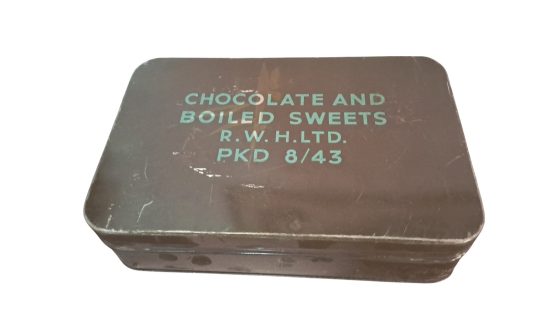 CHOCOLATE AND
BOILED SWEETS
R.W.H.LTD.
PKD 8/43